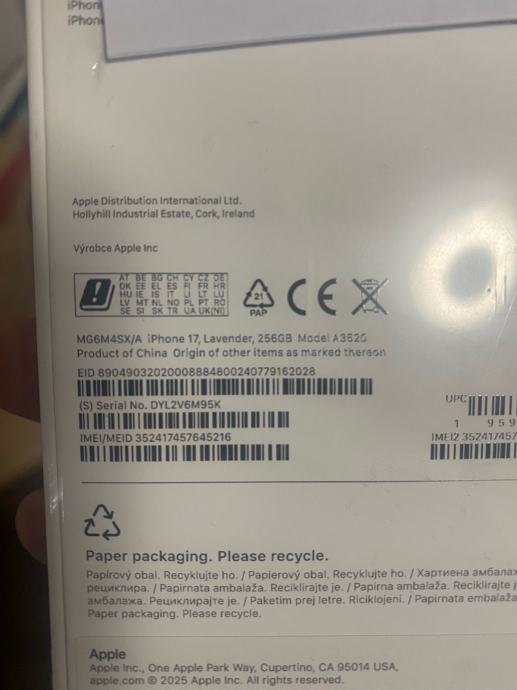 iPhon
iPhon
Apple Distribution International Ltd.
Hollyhill Industrial Estate, Cork, Ireland
Výrobce Apple Inc
AT BE BG CH CY CZ DE
DK EE EL ES FI FR HR
HU IE IS IT LI LT LU
LV MT NL NO PL PT RO
SE SI SK TR UA UK(NI)
21
PAP
CE
MG6M4SX/A iPhone 17, Lavender, 256GB Model A3520
Product of China Origin of other items as marked thereon
EID 89049032020008884800240779162028
(S) Serial No. DYL2V6M95K
UPC
1 959
IMEI/MEID 352417457645216
IMEI2 352417457
Paper packaging. Please recycle.
Papírový obal. Recyklujte ho. / Papierový obal. Recyklujte ho. / Хартиена амбалаж
рециклира. / Papirnata ambalaža. Reciklirajte je. / Papirna ambalaža. Reciklirajte j
амбалажа. Рециклирајте је. / Paketim prej letre. Riciklojeni. / Papirnata embalaža
Paper packaging. Please recycle.
Apple
Apple Inc., One Apple Park Way, Cupertino, CA 95014 USA,
apple.com © 2025 Apple Inc. All rights reserved.